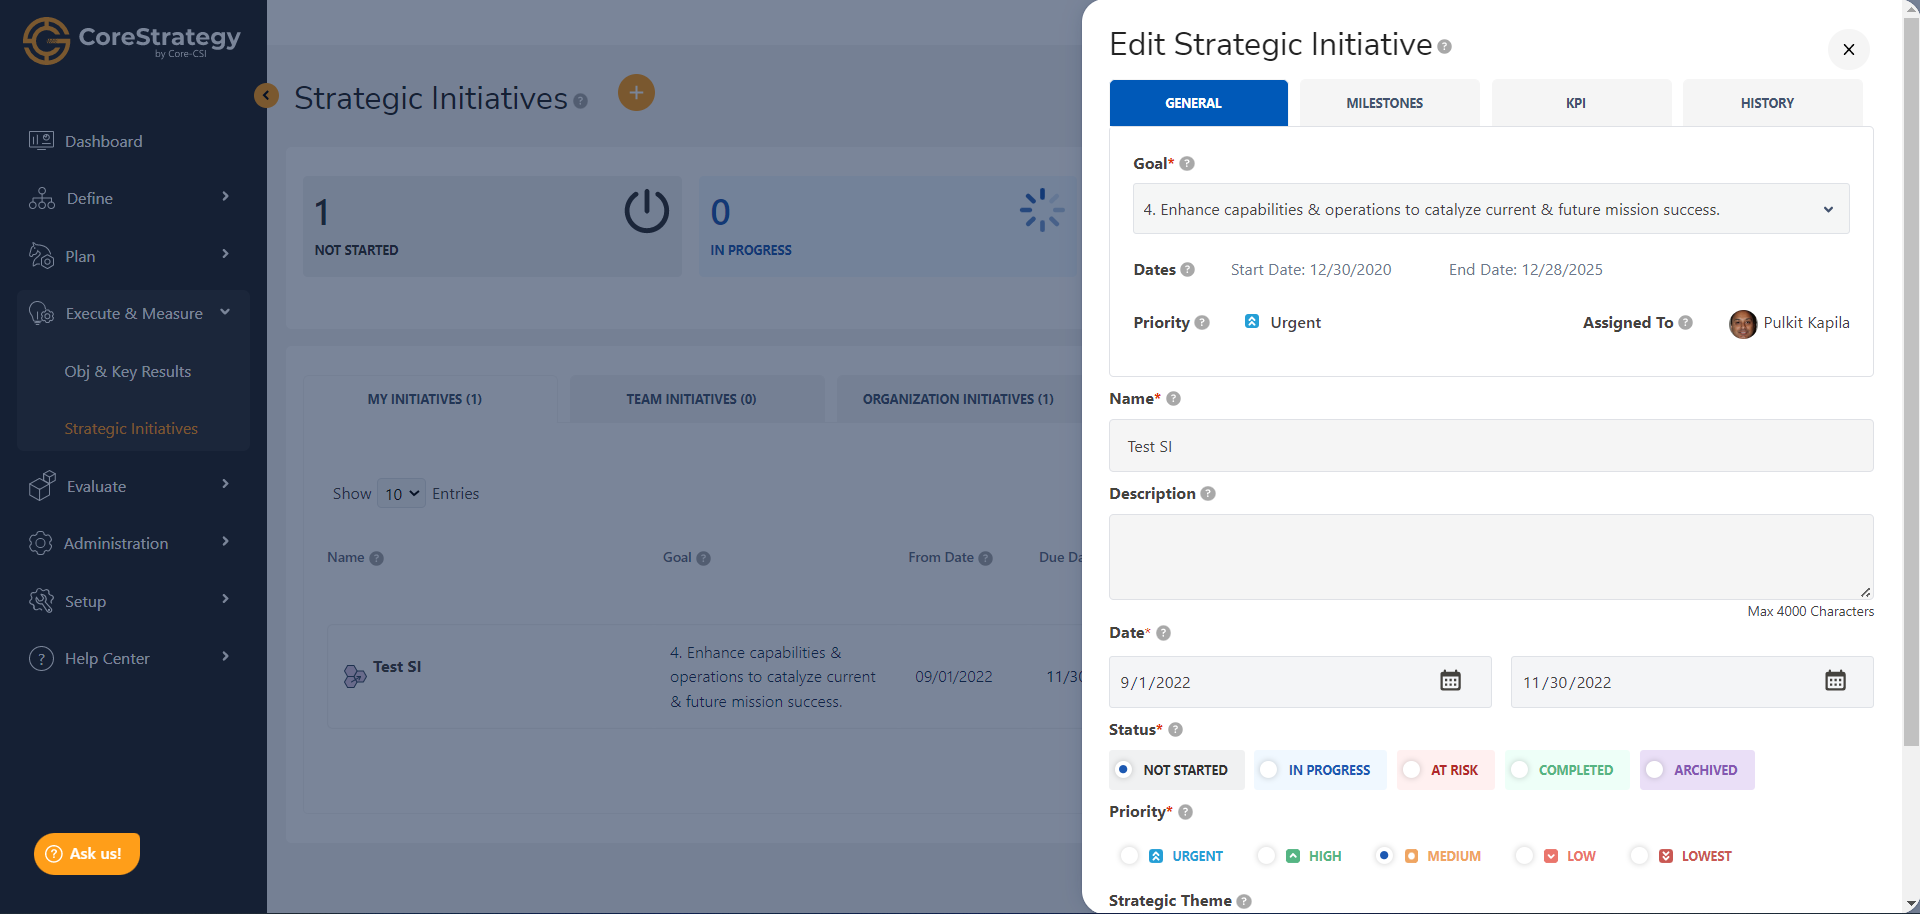 CoreStrategy
by Core-CSI
Dashboard
Define
Plan
Execute & Measure
Obj & Key Results
Strategic Initiatives
Evaluate
Administration
Setup
Help Center
? Ask us!
Strategic Initiatives ?
1
NOT STARTED
0
IN PROGRESS
MY INITIATIVES (1) TEAM INITIATIVES (0) ORGANIZATION INITIATIVES (1)
Show 10 Entries
Name ? Goal ? From Date ? Due Da
Test SI
4. Enhance capabilities &
operations to catalyze current
& future mission success.
09/01/2022 11/30
Edit Strategic Initiative ?
GENERAL MILESTONES KPI HISTORY
Goal* ?
4. Enhance capabilities & operations to catalyze current & future mission success.
Dates ? Start Date: 12/30/2020 End Date: 12/28/2025
Priority ? Urgent Assigned To ? Pulkit Kapila
Name* ?
Test SI
Description ?
Max 4000 Characters
Date* ?
9/1/2022 11/30/2022
Status* ?
NOT STARTED IN PROGRESS AT RISK COMPLETED ARCHIVED
Priority* ?
URGENT HIGH MEDIUM LOW LOWEST
Strategic Theme ?